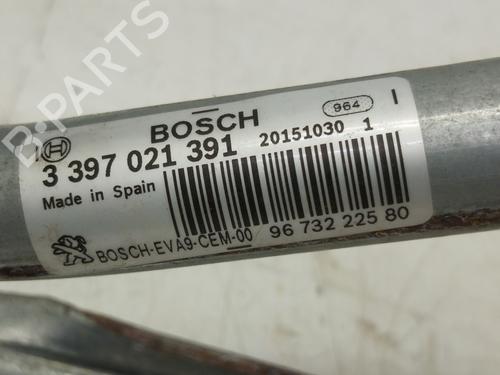 BOSCH
964
I
3 397 021 391
20151030 1
Made in Spain
BOSCH-EVA9-CEM-00
96 732 225 80
B-PARTS